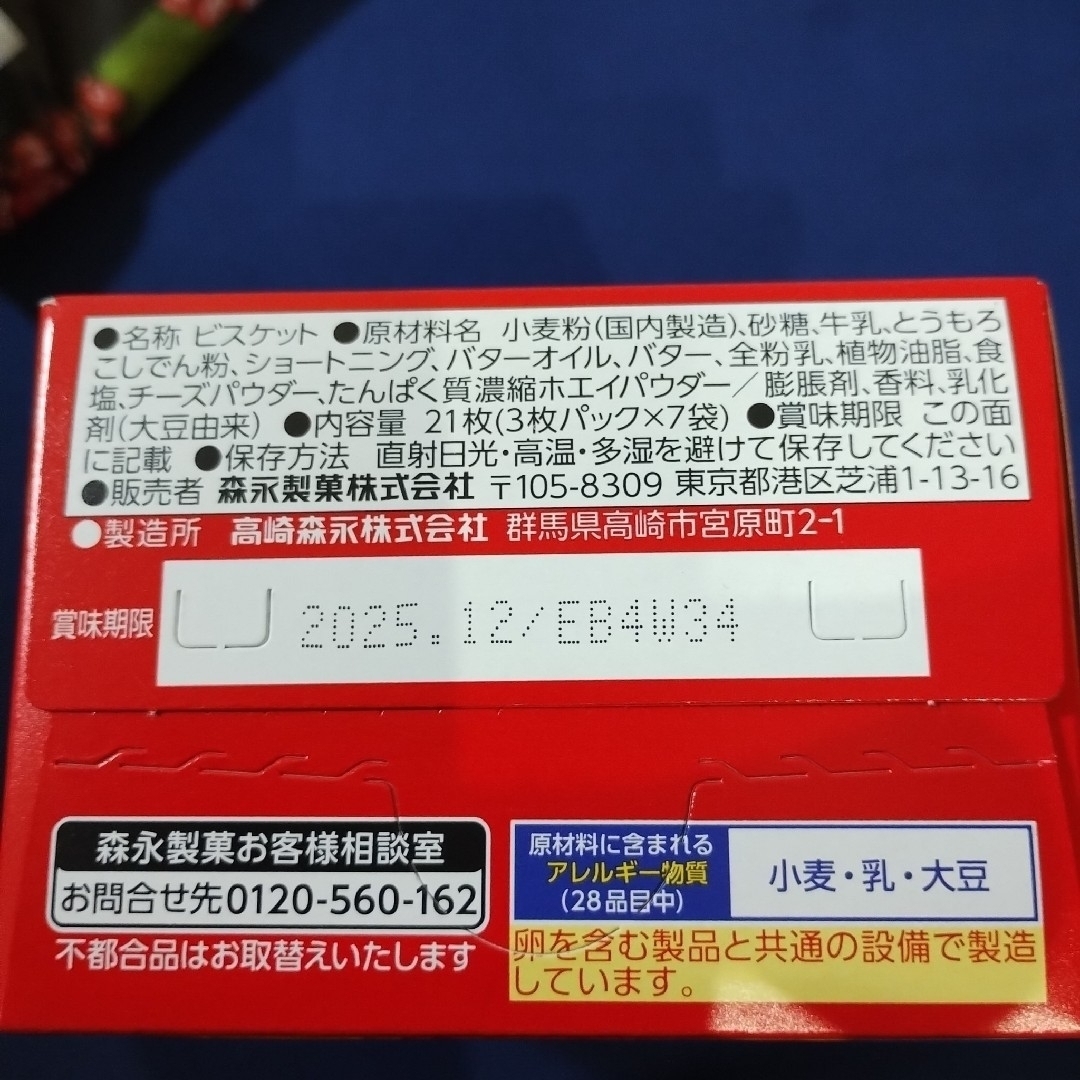 ●名称 ビスケット ●原材料名 小麦粉(国内製造)、砂糖、牛乳、とうもろ
こしでん粉、ショートニング、バターオイル、バター、全粉乳、植物油脂、食
塩、チーズパウダー、たんぱく質濃縮ホエイパウダー／膨脹剤、香料、乳化
剤(大豆由来) ●内容量 21枚(3枚パック×7袋) ●賞味期限 この面
に記載 ●保存方法 直射日光・高温・多湿を避けて保存してください
●販売者 森永製菓株式会社 〒105-8309 東京都港区芝浦1-13-16
●製造所 高崎森永株式会社 群馬県高崎市宮原町2-1
賞味期限 2025.12/EB4W34
森永製菓お客様相談室
お問合せ先0120-560-162
不都合品はお取替えいたします
原材料に含まれる
アレルギー物質
(28品目中)
小麦・乳・大豆
卵を含む製品と共通の設備で製造
しています。